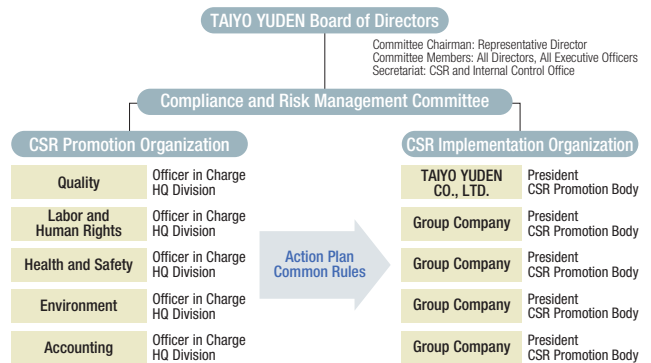 TAIYO YUDEN Board of Directors
Committee Chairman: Representative Director
Committee Members: All Directors, All Executive Officers
Secretariat: CSR and Internal Control Office
Compliance and Risk Management Committee
CSR Promotion Organization
Quality
Officer in Charge
HQ Division
Labor and
Human Rights
Officer in Charge
HQ Division
Health and Safety
Officer in Charge
HQ Division
Environment
Officer in Charge
HQ Division
Accounting
Officer in Charge
HQ Division
Action Plan
Common Rules
CSR Implementation Organization
TAIYO YUDEN
CO., LTD.
President
CSR Promotion Body
Group Company
President
CSR Promotion Body
Group Company
President
CSR Promotion Body
Group Company
President
CSR Promotion Body
Group Company
President
CSR Promotion Body